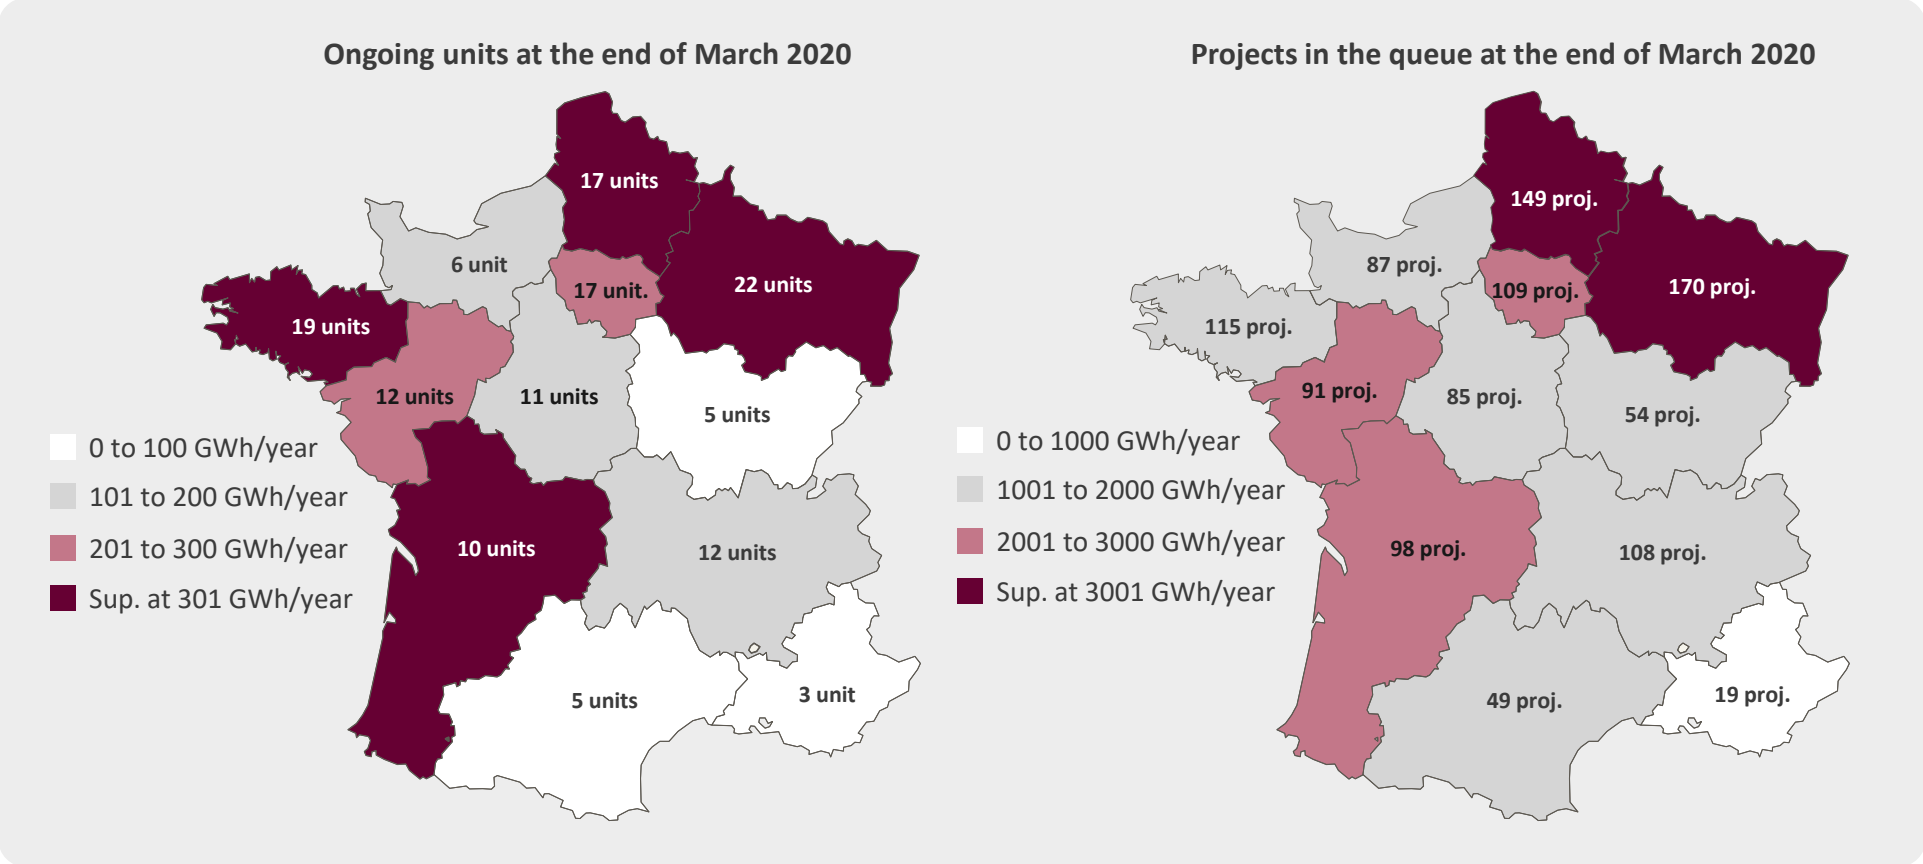 Ongoing units at the end of March 2020
17 units
6 unit
17 unit.
22 units
19 units
12 units
11 units
5 units
10 units
12 units
5 units
3 unit
0 to 100 GWh/year
101 to 200 GWh/year
201 to 300 GWh/year
Sup. at 301 GWh/year
Projects in the queue at the end of March 2020
149 proj.
87 proj.
109 proj.
170 proj.
115 proj.
91 proj.
85 proj.
54 proj.
98 proj.
108 proj.
49 proj.
19 proj.
0 to 1000 GWh/year
1001 to 2000 GWh/year
2001 to 3000 GWh/year
Sup. at 3001 GWh/year